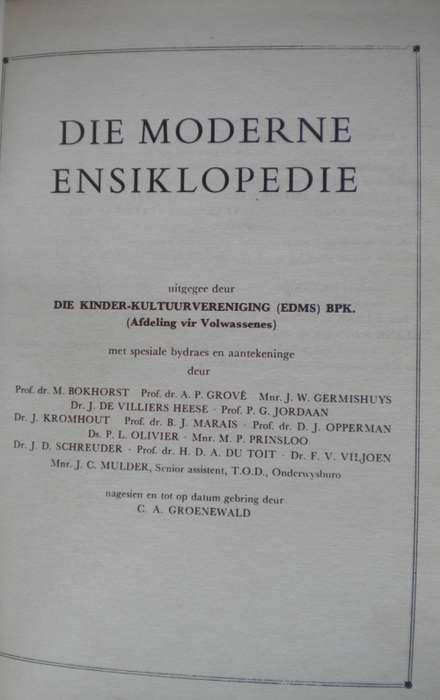 DIE MODERNE
ENSIKLOPEDIE
uitgegee deur
DIE KINDER-KULTUURVERENIGING (EDMS) BPK.
(Afdeling vir Volwassenes)
met spesiale bydraes en aantekeninge
deur
Prof. dr. M. BOKHORST Prof. dr. A. P. GROVÉ Mnr. J. W. GERMISHUYS
Dr. J. DE VILLIERS HEESE · Prof. P. G. JORDAAN
Dr. J. KROMHOUT · Prof. dr. B. J. MARAIS · Prof. dr. D. J. OPPERMAN
Ds. P. L. OLIVIER · Mnr. M. P. PRINSLOO
Dr. J. D. SCHREUDER · Prof. dr. H. D. A. DU TOIT · Dr. F. V. VILJOEN
Mnr. J. C. MULDER, Senior assistent, T.O.D., Onderwysburo
nagesien en tot op datum gebring deur
C. A. GROENEWALD